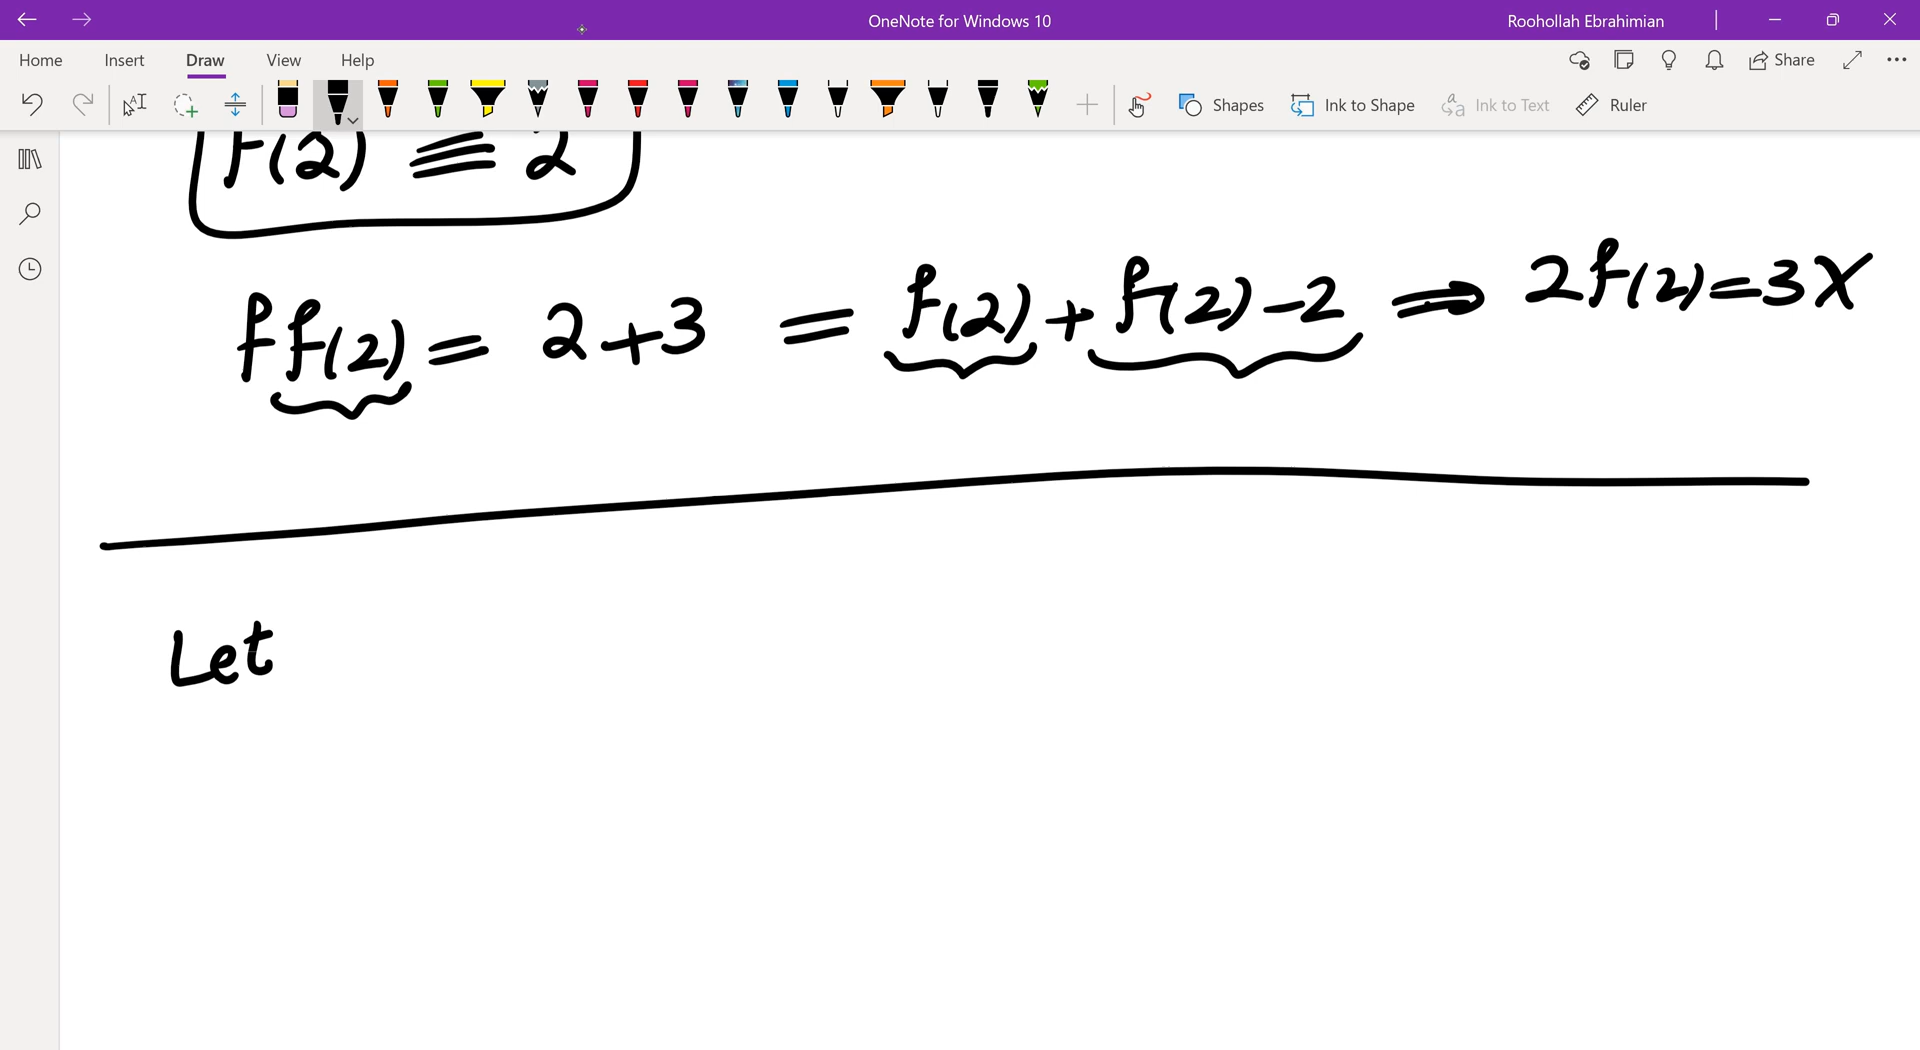 OneNote for Windows 10
Roohollah Ebrahimian
Home Insert Draw View Help
Share
Shapes Ink to Shape Ink to Text Ruler
f(2) ≡ 2
ff(2) = 2+3 = f(2)+f(2)-2 ⇒ 2f(2)=3X
Let